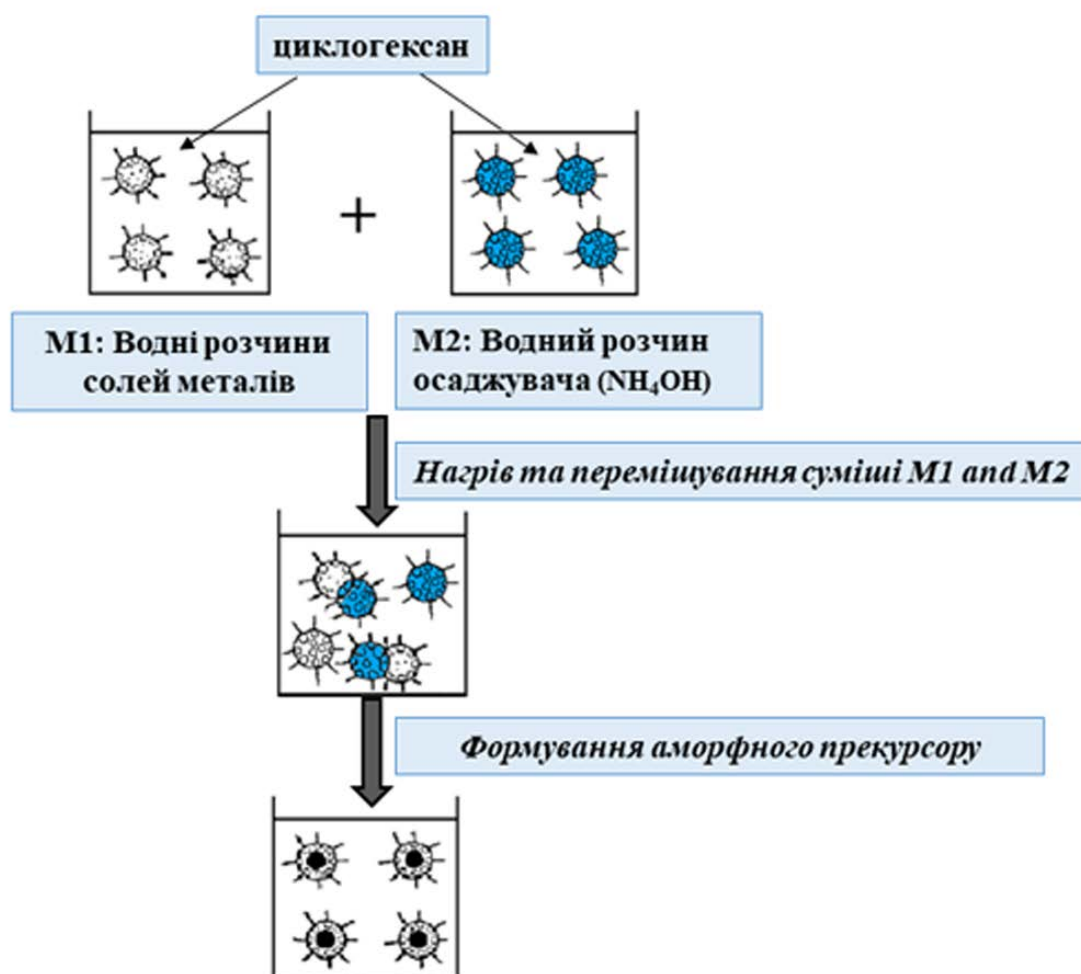 циклогексан
+
М1: Водні розчини
солей металів
М2: Водний розчин
осаджувача (NH₄OH)
Нагрів та перемішування суміші М1 and М2
Формування аморфного прекурсору